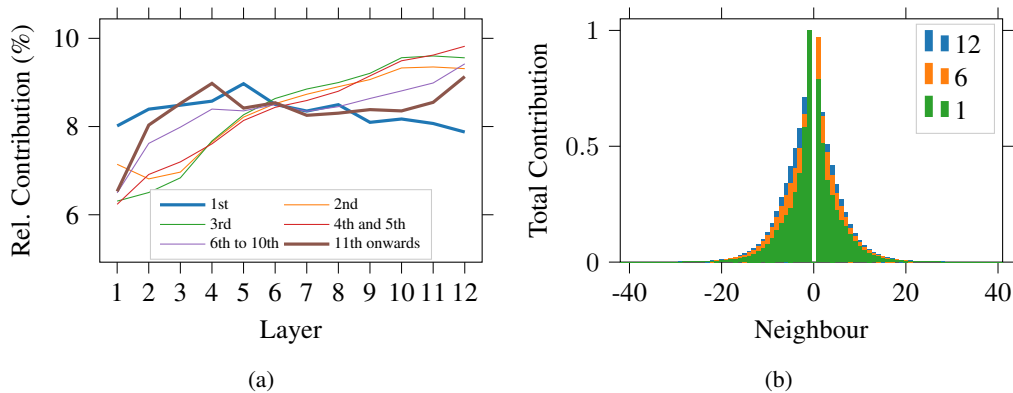 Rel. Contribution (%)
10
8
6
1st
2nd
3rd
4th and 5th
6th to 10th
11th onwards
1 2 3 4 5 6 7 8 9 10 11 12
Layer
(a)
Total Contribution
1
0.5
0
12
6
1
-40 -20 0 20 40
Neighbour
(b)